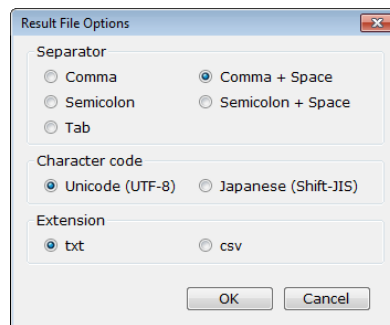 Result File Options
Separator
Comma
Comma + Space
Semicolon
Semicolon + Space
Tab
Character code
Unicode (UTF-8)
Japanese (Shift-JIS)
Extension
txt
csv
OK
Cancel